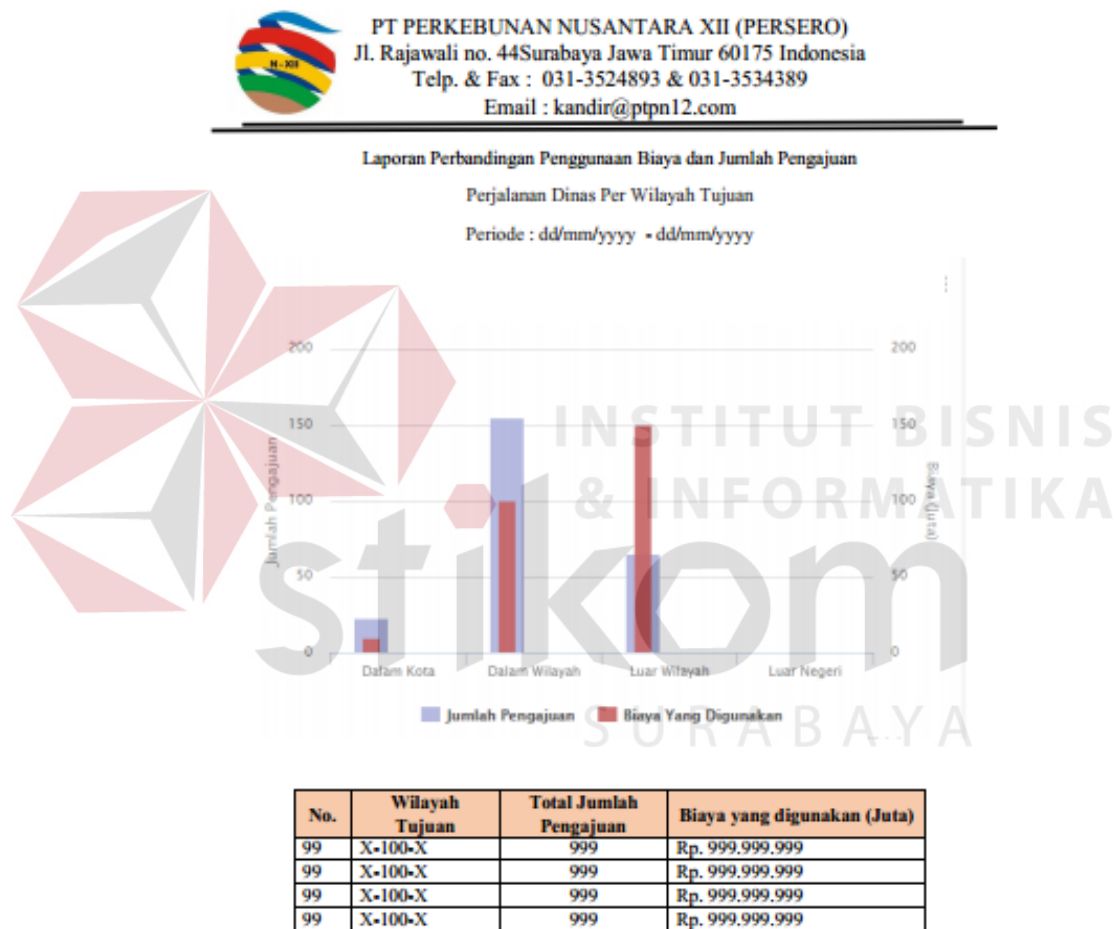 PT PERKEBUNAN NUSANTARA XII (PERSERO)
Jl. Rajawali no. 44Surabaya Jawa Timur 60175 Indonesia
Telp. & Fax : 031-3524893 & 031-3534389
Email : kandir@ptpn12.com
N - XII
Laporan Perbandingan Penggunaan Biaya dan Jumlah Pengajuan
Perjalanan Dinas Per Wilayah Tujuan
Periode : dd/mm/yyyy - dd/mm/yyyy
200 200
150 150
100 100
50 50
0 0
Jumlah Pengajuan
Biaya (Juta)
Dalam Kota Dalam Wilayah Luar Wilayah Luar Negeri
Jumlah Pengajuan Biaya Yang Digunakan
INSTITUT BISNIS
& INFORMATIKA
stikom
SURABAYA
No. Wilayah Tujuan Total Jumlah Pengajuan Biaya yang digunakan (Juta)
99 X-100-X 999 Rp. 999.999.999
99 X-100-X 999 Rp. 999.999.999
99 X-100-X 999 Rp. 999.999.999
99 X-100-X 999 Rp. 999.999.999